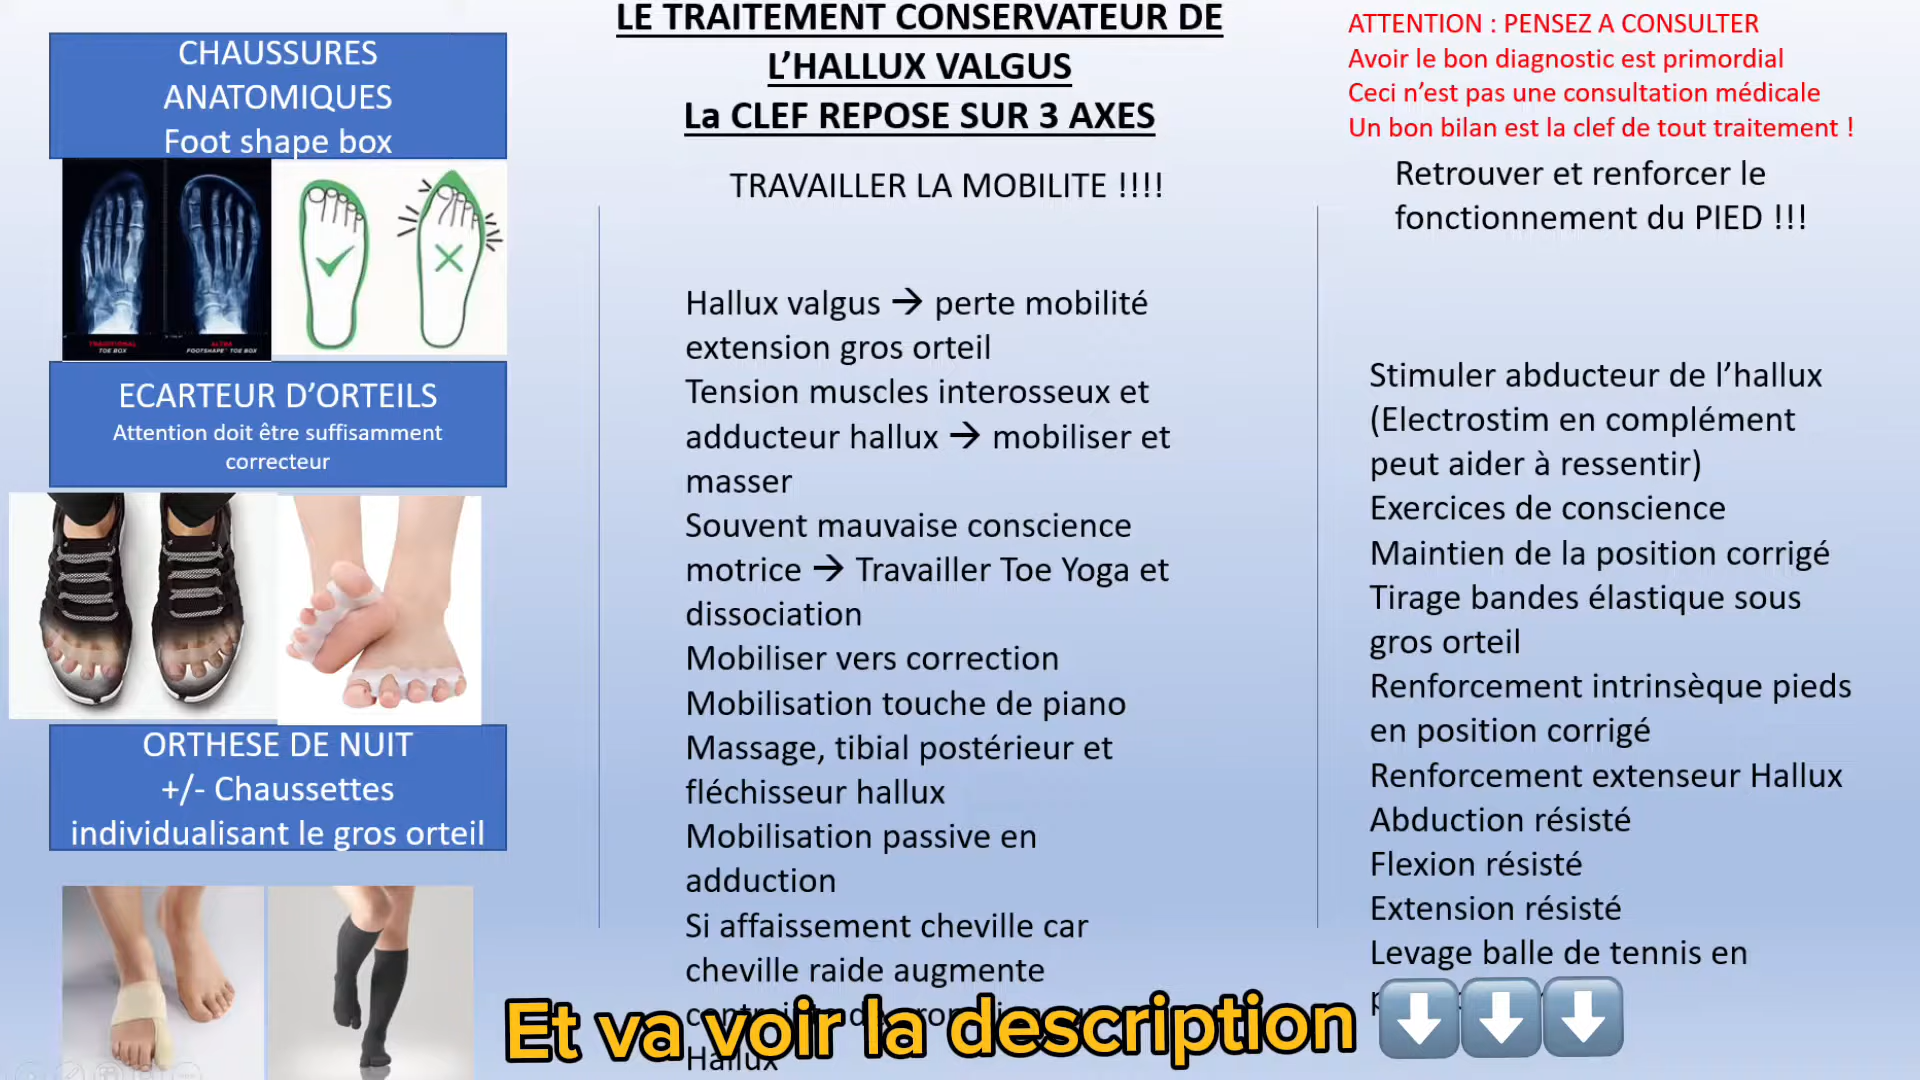 LE TRAITEMENT CONSERVATEUR DE
L'HALLUX VALGUS
La CLEF REPOSE SUR 3 AXES
ATTENTION : PENSEZ A CONSULTER
Avoir le bon diagnostic est primordial
Ceci n'est pas une consultation médicale
Un bon bilan est la clef de tout traitement !
CHAUSSURES
ANATOMIQUES
Foot shape box
TRADITIONAL
TOE BOX
ALTRA
FOOTSHAPE™ TOE BOX
ECARTEUR D'ORTEILS
Attention doit être suffisamment
correcteur
ORTHESE DE NUIT
+/- Chaussettes
individualisant le gros orteil
TRAVAILLER LA MOBILITE !!!!
Hallux valgus → perte mobilité
extension gros orteil
Tension muscles interosseux et
adducteur hallux → mobiliser et
masser
Souvent mauvaise conscience
motrice → Travailler Toe Yoga et
dissociation
Mobiliser vers correction
Mobilisation touche de piano
Massage, tibial postérieur et
fléchisseur hallux
Mobilisation passive en
adduction
Si affaissement cheville car
cheville raide augmente
Hallux
Retrouver et renforcer le
fonctionnement du PIED !!!
Stimuler abducteur de l'hallux
(Electrostim en complément
peut aider à ressentir)
Exercices de conscience
Maintien de la position corrigé
Tirage bandes élastique sous
gros orteil
Renforcement intrinsèque pieds
en position corrigé
Renforcement extenseur Hallux
Abduction résisté
Flexion résisté
Extension résisté
Levage balle de tennis en
Et va voir la description